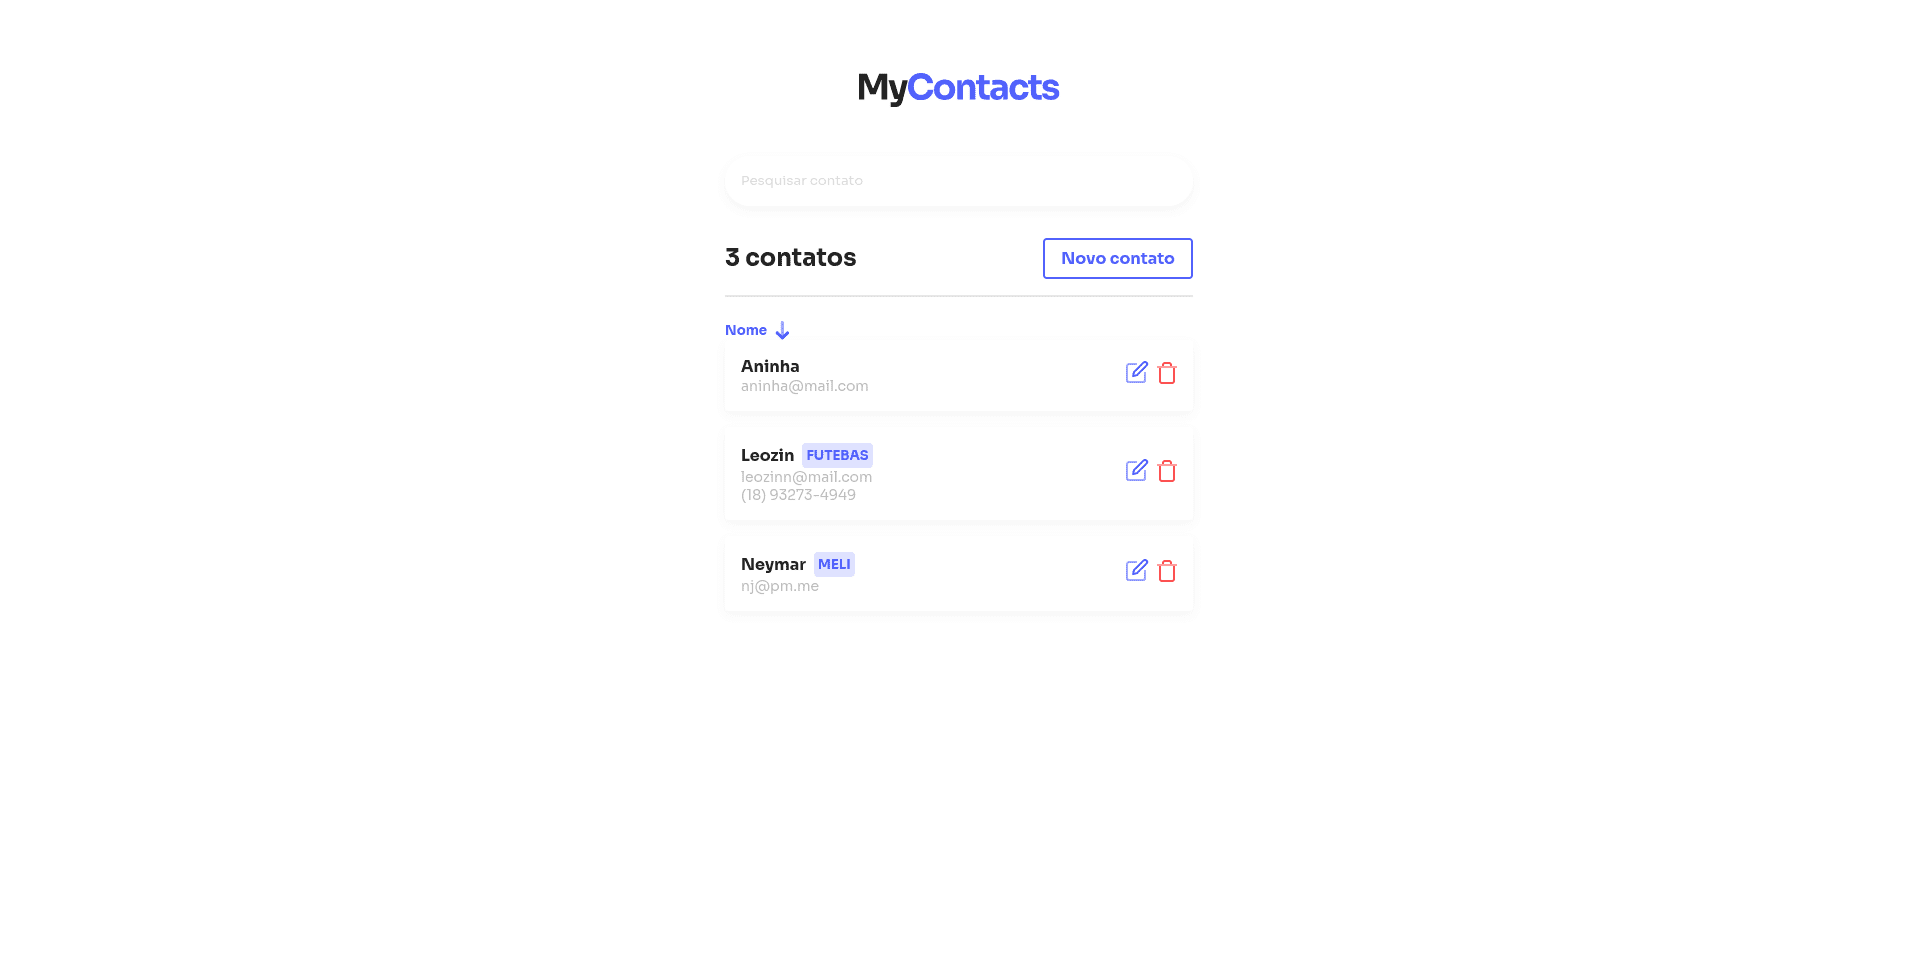 MyContacts
Pesquisar contato
3 contatos
Novo contato
Nome
Aninha
aninha@mail.com
Leozin FUTEBAS
leozinn@mail.com
(18) 93273-4949
Neymar MELI
nj@pm.me